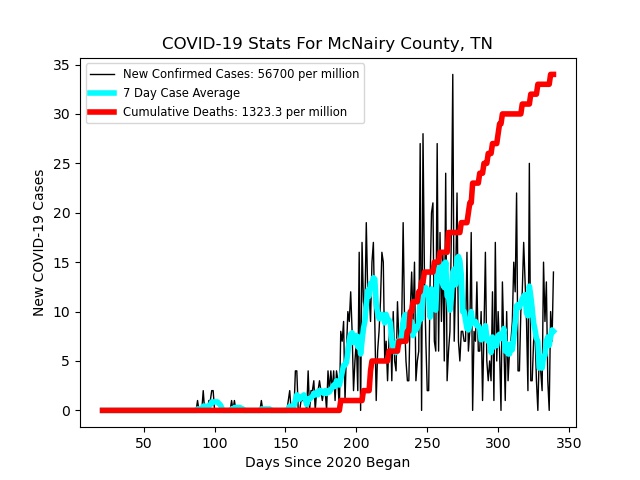 COVID-19 Stats For McNairy County, TN
New Confirmed Cases: 56700 per million
7 Day Case Average
Cumulative Deaths: 1323.3 per million
New COVID-19 Cases
35
30
25
20
15
10
5
0
50
100
150
200
250
300
350
Days Since 2020 Began